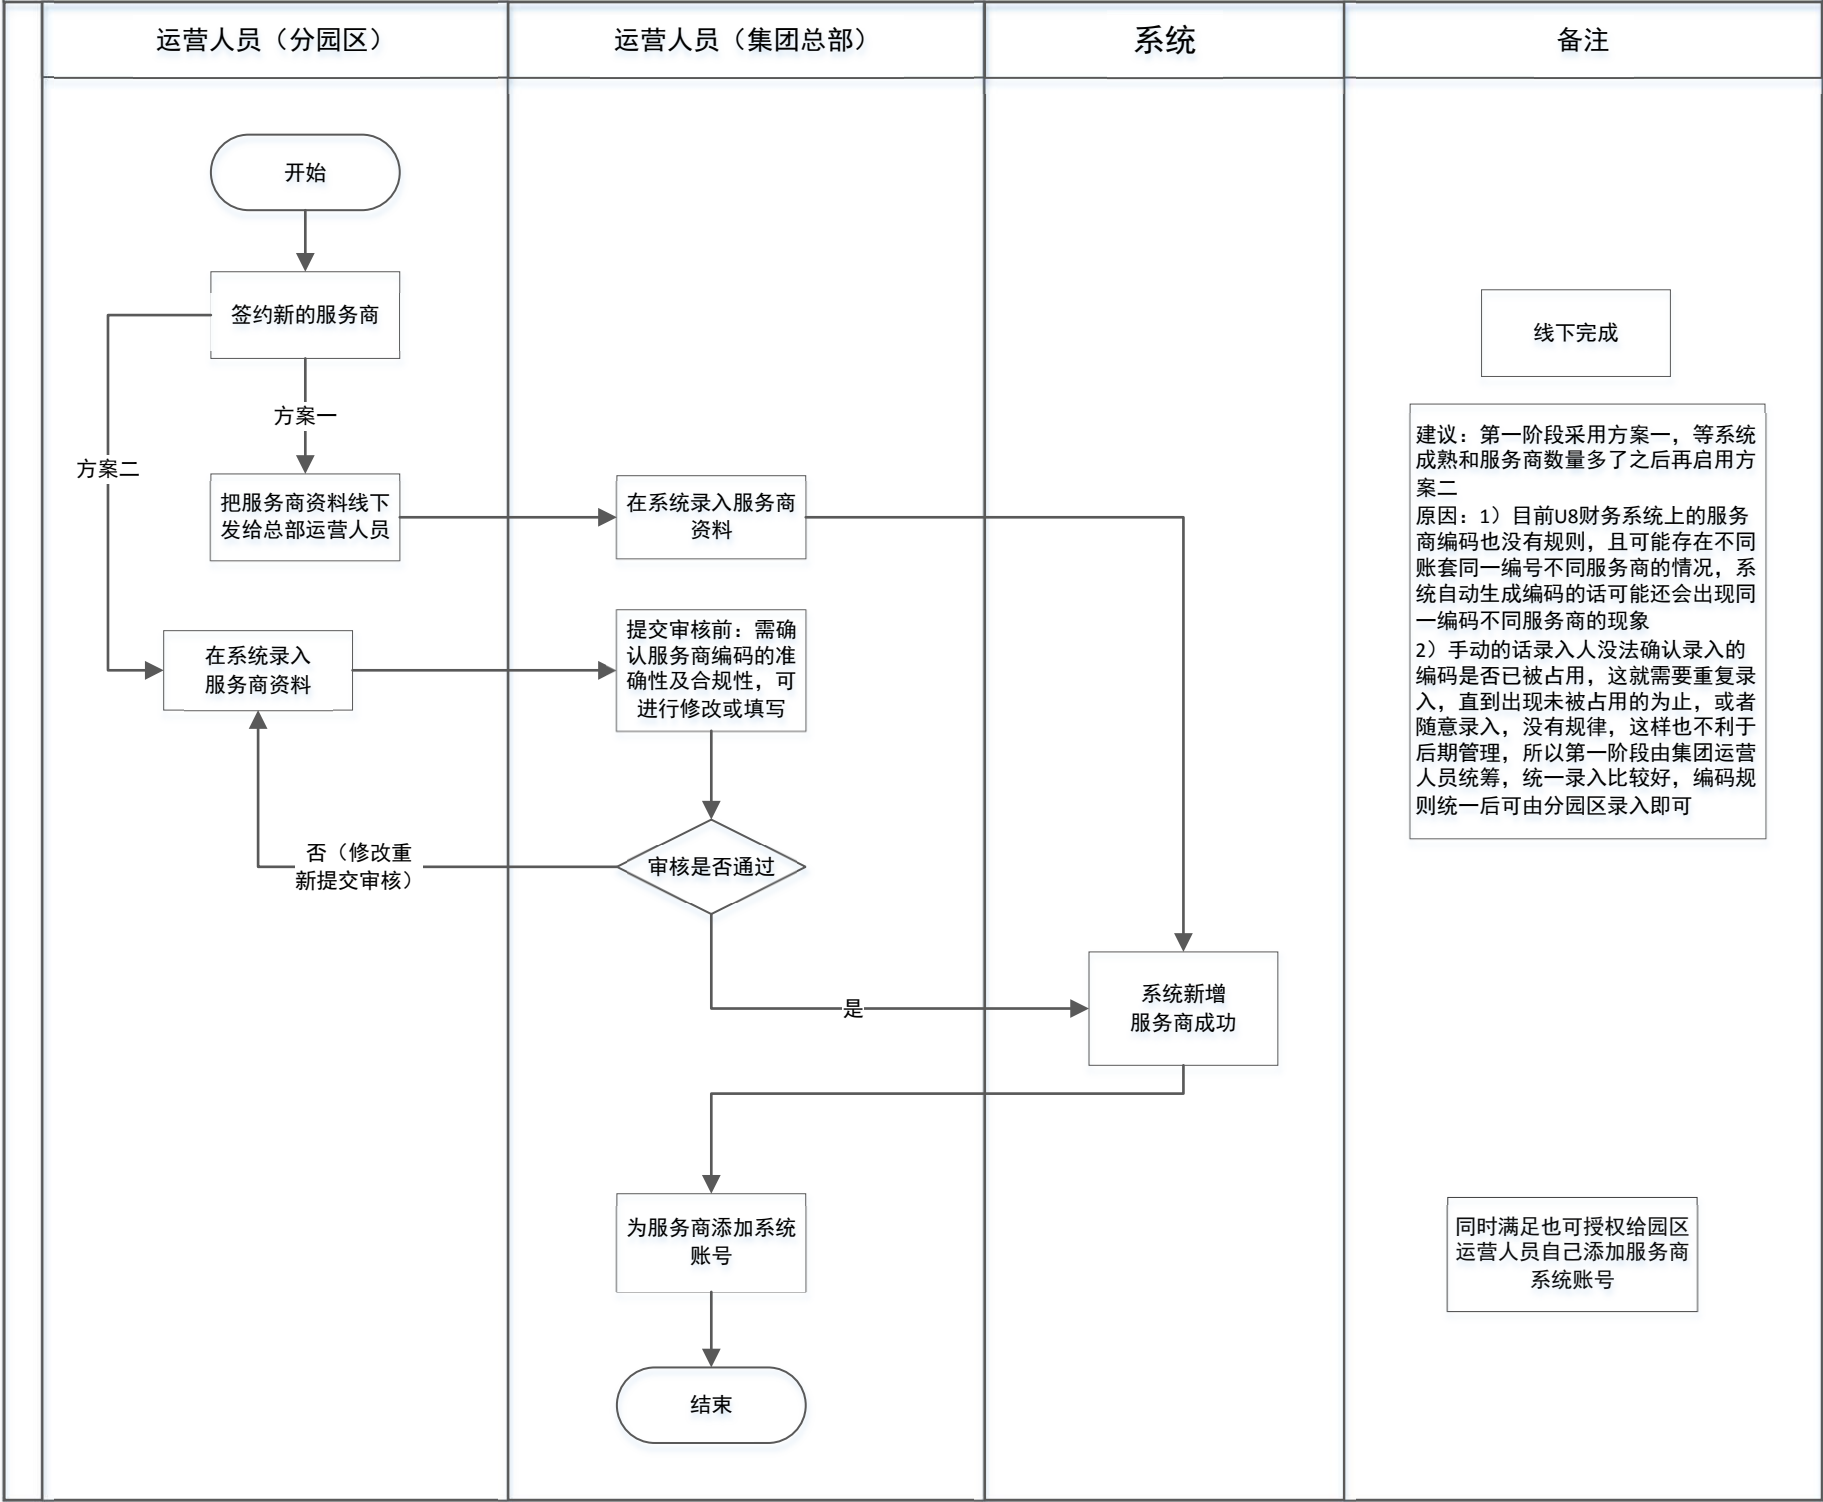 运营人员（分园区）
运营人员（集团总部）
系统
备注
开始
签约新的服务商
线下完成
方案一
方案二
把服务商资料线下
发给总部运营人员
在系统录入服务商
资料
建议：第一阶段采用方案一，等系统
成熟和服务商数量多了之后再启用方
案二
原因：1）目前U8财务系统上的服务
商编码也没有规则，且可能存在不同
账套同一编号不同服务商的情况，系
统自动生成编码的话可能还会出现同
一编码不同服务商的现象
2）手动的话录入人没法确认录入的
编码是否已被占用，这就需要重复录
入，直到出现未被占用的为止，或者
随意录入，没有规律，这样也不利于
后期管理，所以第一阶段由集团运营
人员统筹，统一录入比较好，编码规
则统一后可由分园区录入即可
在系统录入
服务商资料
提交审核前：需确
认服务商编码的准
确性及合规性，可
进行修改或填写
否（修改重
新提交审核）
审核是否通过
是
系统新增
服务商成功
为服务商添加系统
账号
同时满足也可授权给园区
运营人员自己添加服务商
系统账号
结束